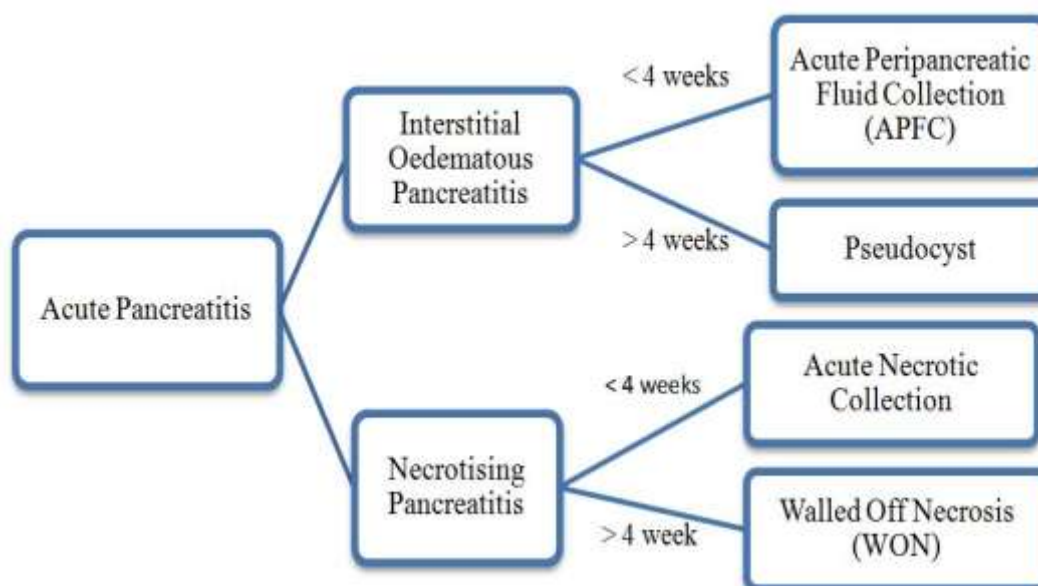 Acute Pancreatitis
Interstitial
Oedematous
Pancreatitis
< 4 weeks
Acute Peripancreatic
Fluid Collection
(APFC)
> 4 weeks
Pseudocyst
Necrotising
Pancreatitis
< 4 weeks
Acute Necrotic
Collection
> 4 week
Walled Off Necrosis
(WON)